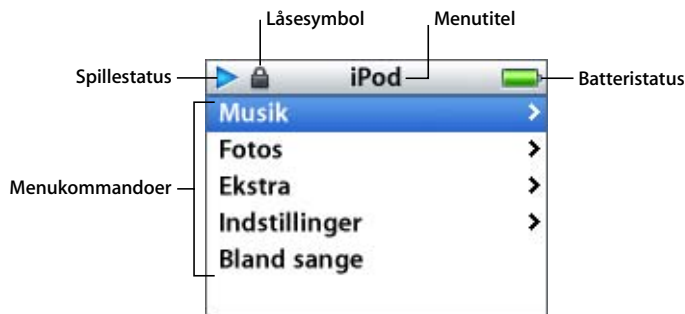 Låsesymbol Menutitel
Spillestatus iPod Batteristatus
Musik
Fotos
Menukommandoer Ekstra
Indstillinger
Bland sange